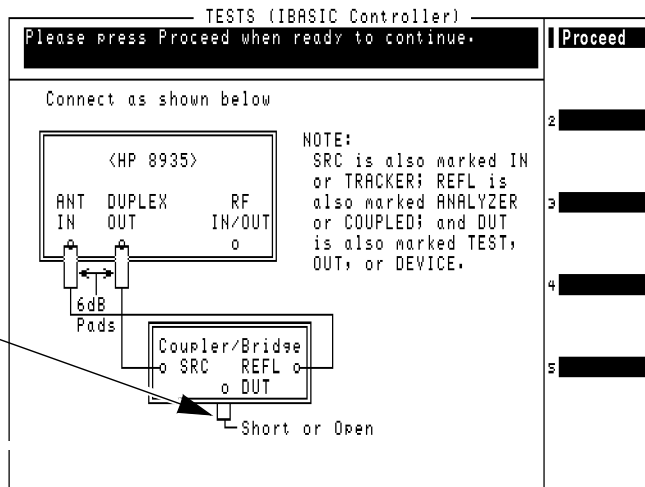 TESTS (IBASIC Controller)
Please press Proceed when ready to continue.
Proceed
Connect as shown below
2
<HP 8935>
NOTE:
SRC is also marked IN
or TRACKER; REFL is
also marked ANALYZER
or COUPLED; and DUT
is also marked TEST,
OUT, or DEVICE.
3
ANT IN
DUPLEX OUT
RF IN/OUT
4
6dB
Pads
Coupler/Bridge
SRC REFL
DUT
5
Short or Open